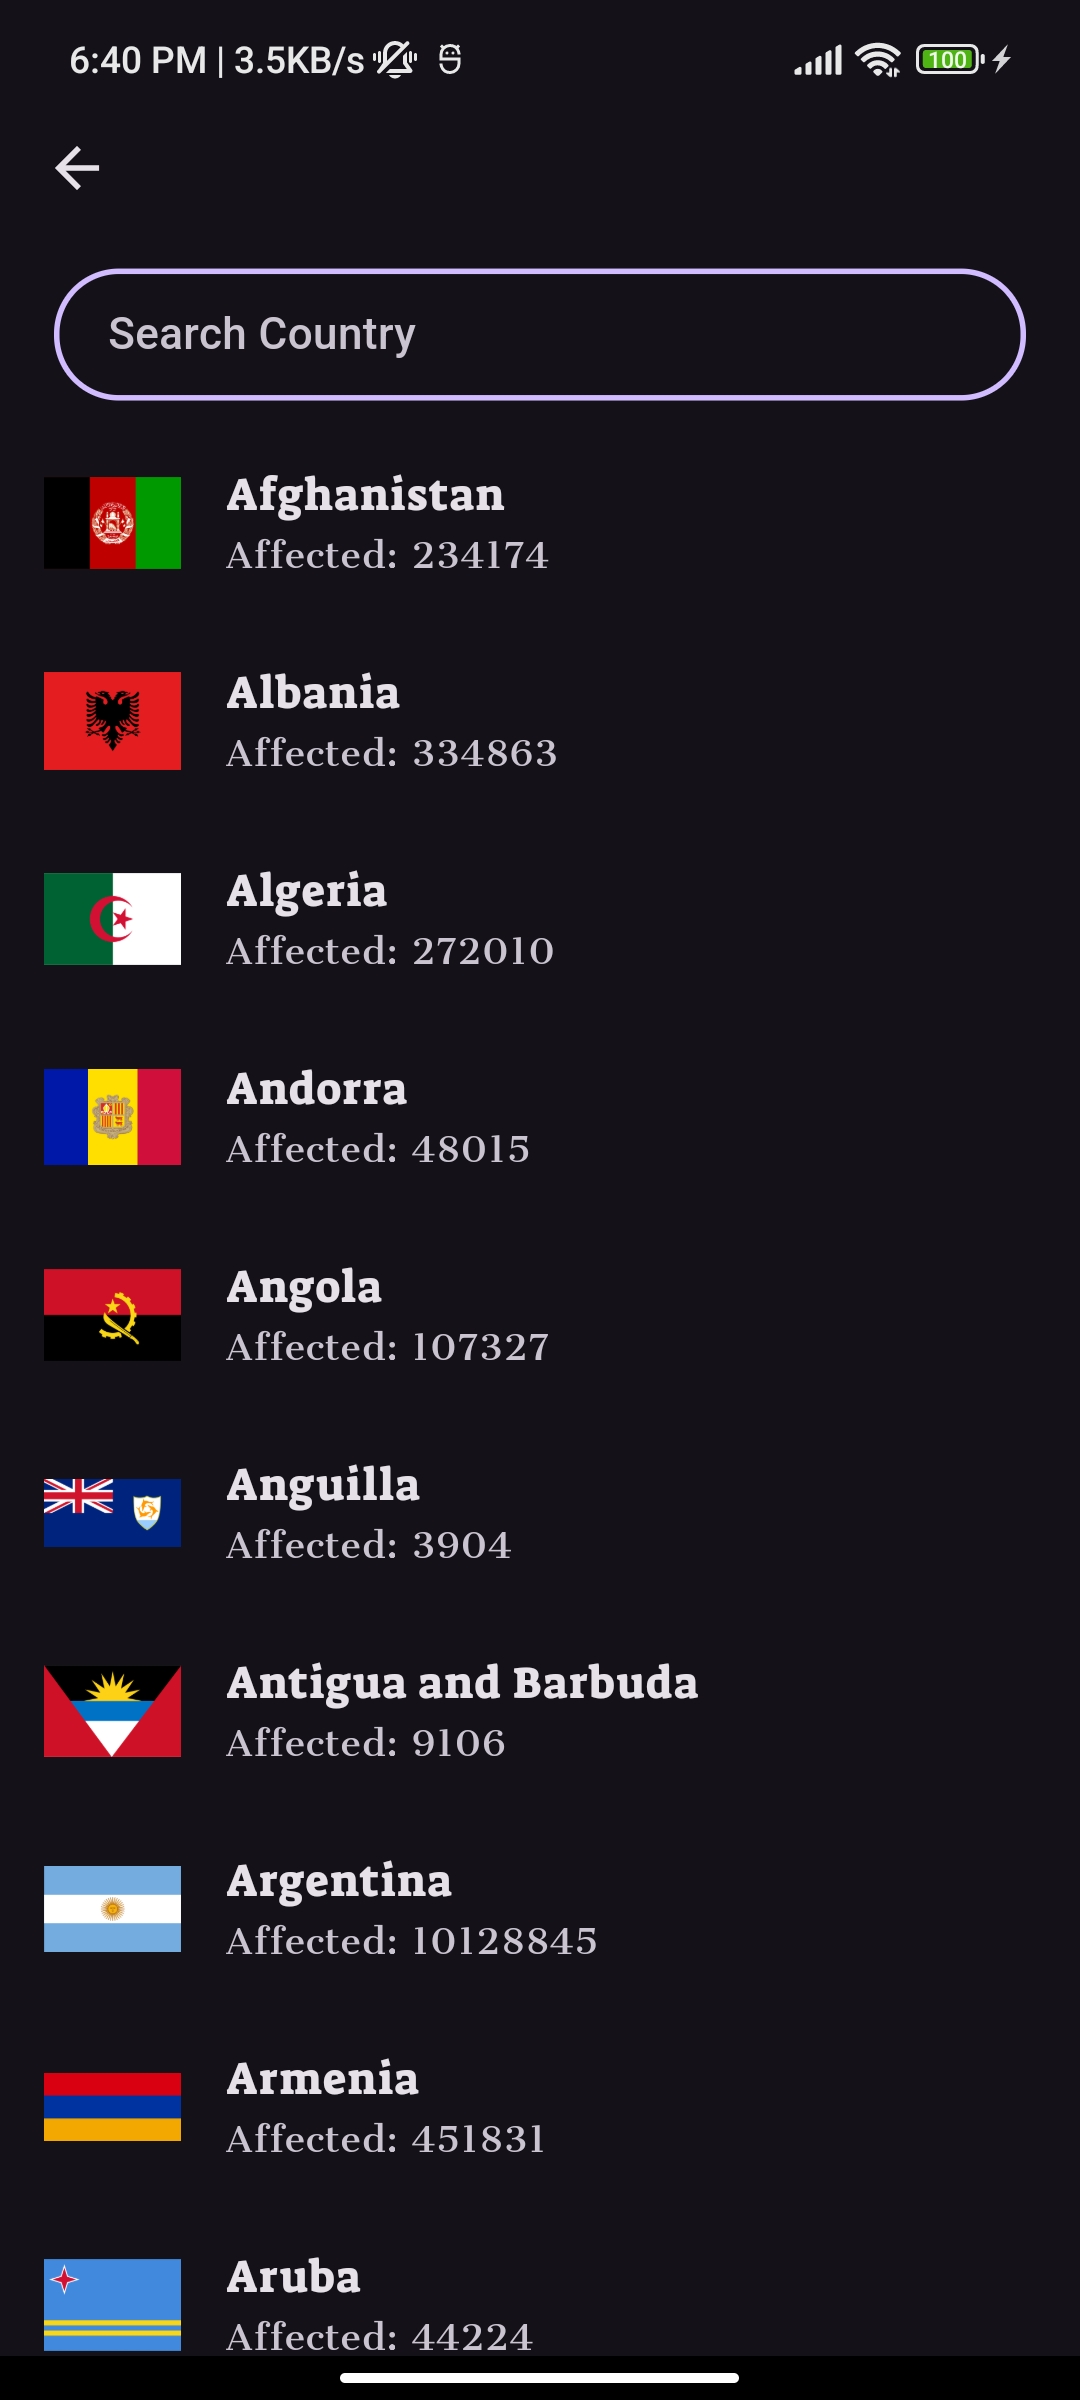 6:40 PM | 3.5KB/s
100
Search Country
Afghanistan
Affected: 234174
Albania
Affected: 334863
Algeria
Affected: 272010
Andorra
Affected: 48015
Angola
Affected: 107327
Anguilla
Affected: 3904
Antigua and Barbuda
Affected: 9106
Argentina
Affected: 10128845
Armenia
Affected: 451831
Aruba
Affected: 44224